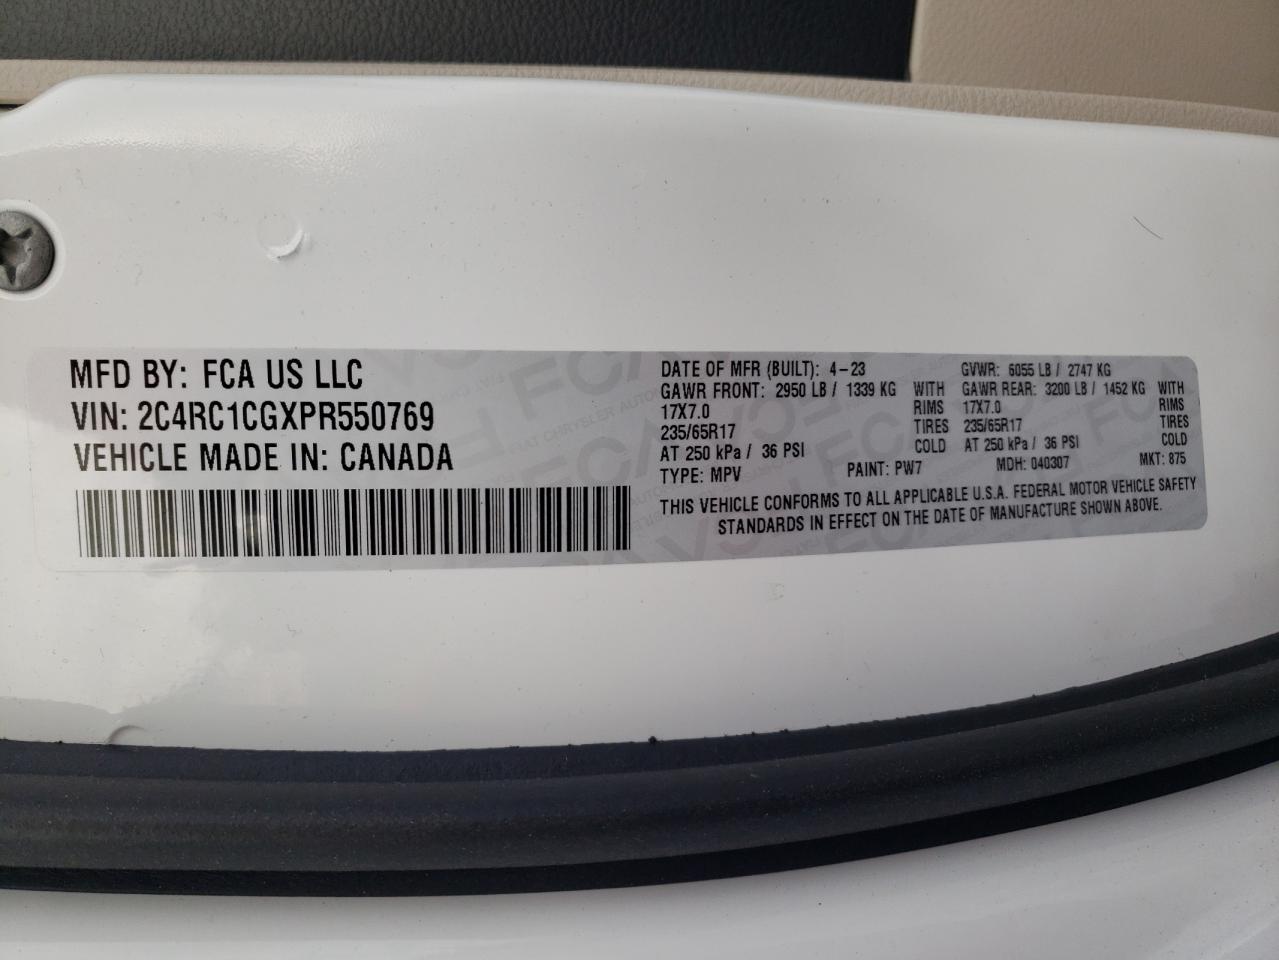 MFD BY: FCA US LLC
VIN: 2C4RC1CGXPR550769
VEHICLE MADE IN: CANADA
DATE OF MFR (BUILT): 4-23 GVWR: 6055 LB / 2747 KG
GAWR FRONT: 2950 LB / 1339 KG WITH GAWR REAR: 3200 LB / 1452 KG WITH
17X7.0 RIMS 17X7.0 RIMS
235/65R17 TIRES 235/65R17 TIRES
AT 250 kPa / 36 PSI COLD AT 250 kPa / 36 PSI COLD
TYPE: MPV PAINT: PW7 MDH: 040307 MKT: 875
THIS VEHICLE CONFORMS TO ALL APPLICABLE U.S.A. FEDERAL MOTOR VEHICLE SAFETY
STANDARDS IN EFFECT ON THE DATE OF MANUFACTURE SHOWN ABOVE.